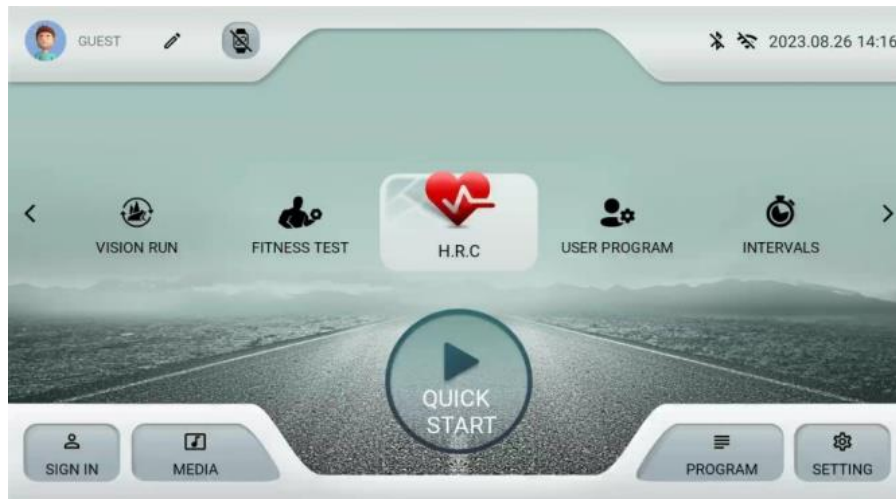 GUEST
2023.08.26 14:16
VISION RUN
FITNESS TEST
H.R.C
USER PROGRAM
INTERVALS
QUICK
START
SIGN IN
MEDIA
PROGRAM
SETTING